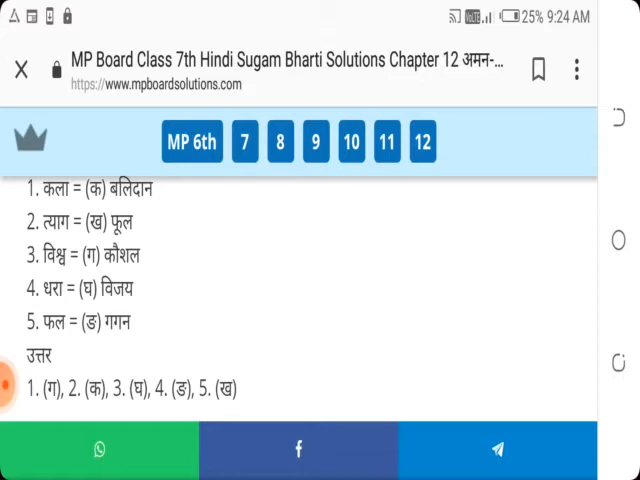 25% 9:24 AM
MP Board Class 7th Hindi Sugam Bharti Solutions Chapter 12 अमन-...
https://www.mpboardsolutions.com
MP 6th 7 8 9 10 11 12
1. कला = (क) बलिदान
2. त्याग = (ख) फूल
3. विश्व = (ग) कौशल
4. धरा = (घ) विजय
5. फल = (ङ) गगन
उत्तर
1. (ग), 2. (क), 3. (घ), 4. (ङ), 5. (ख)